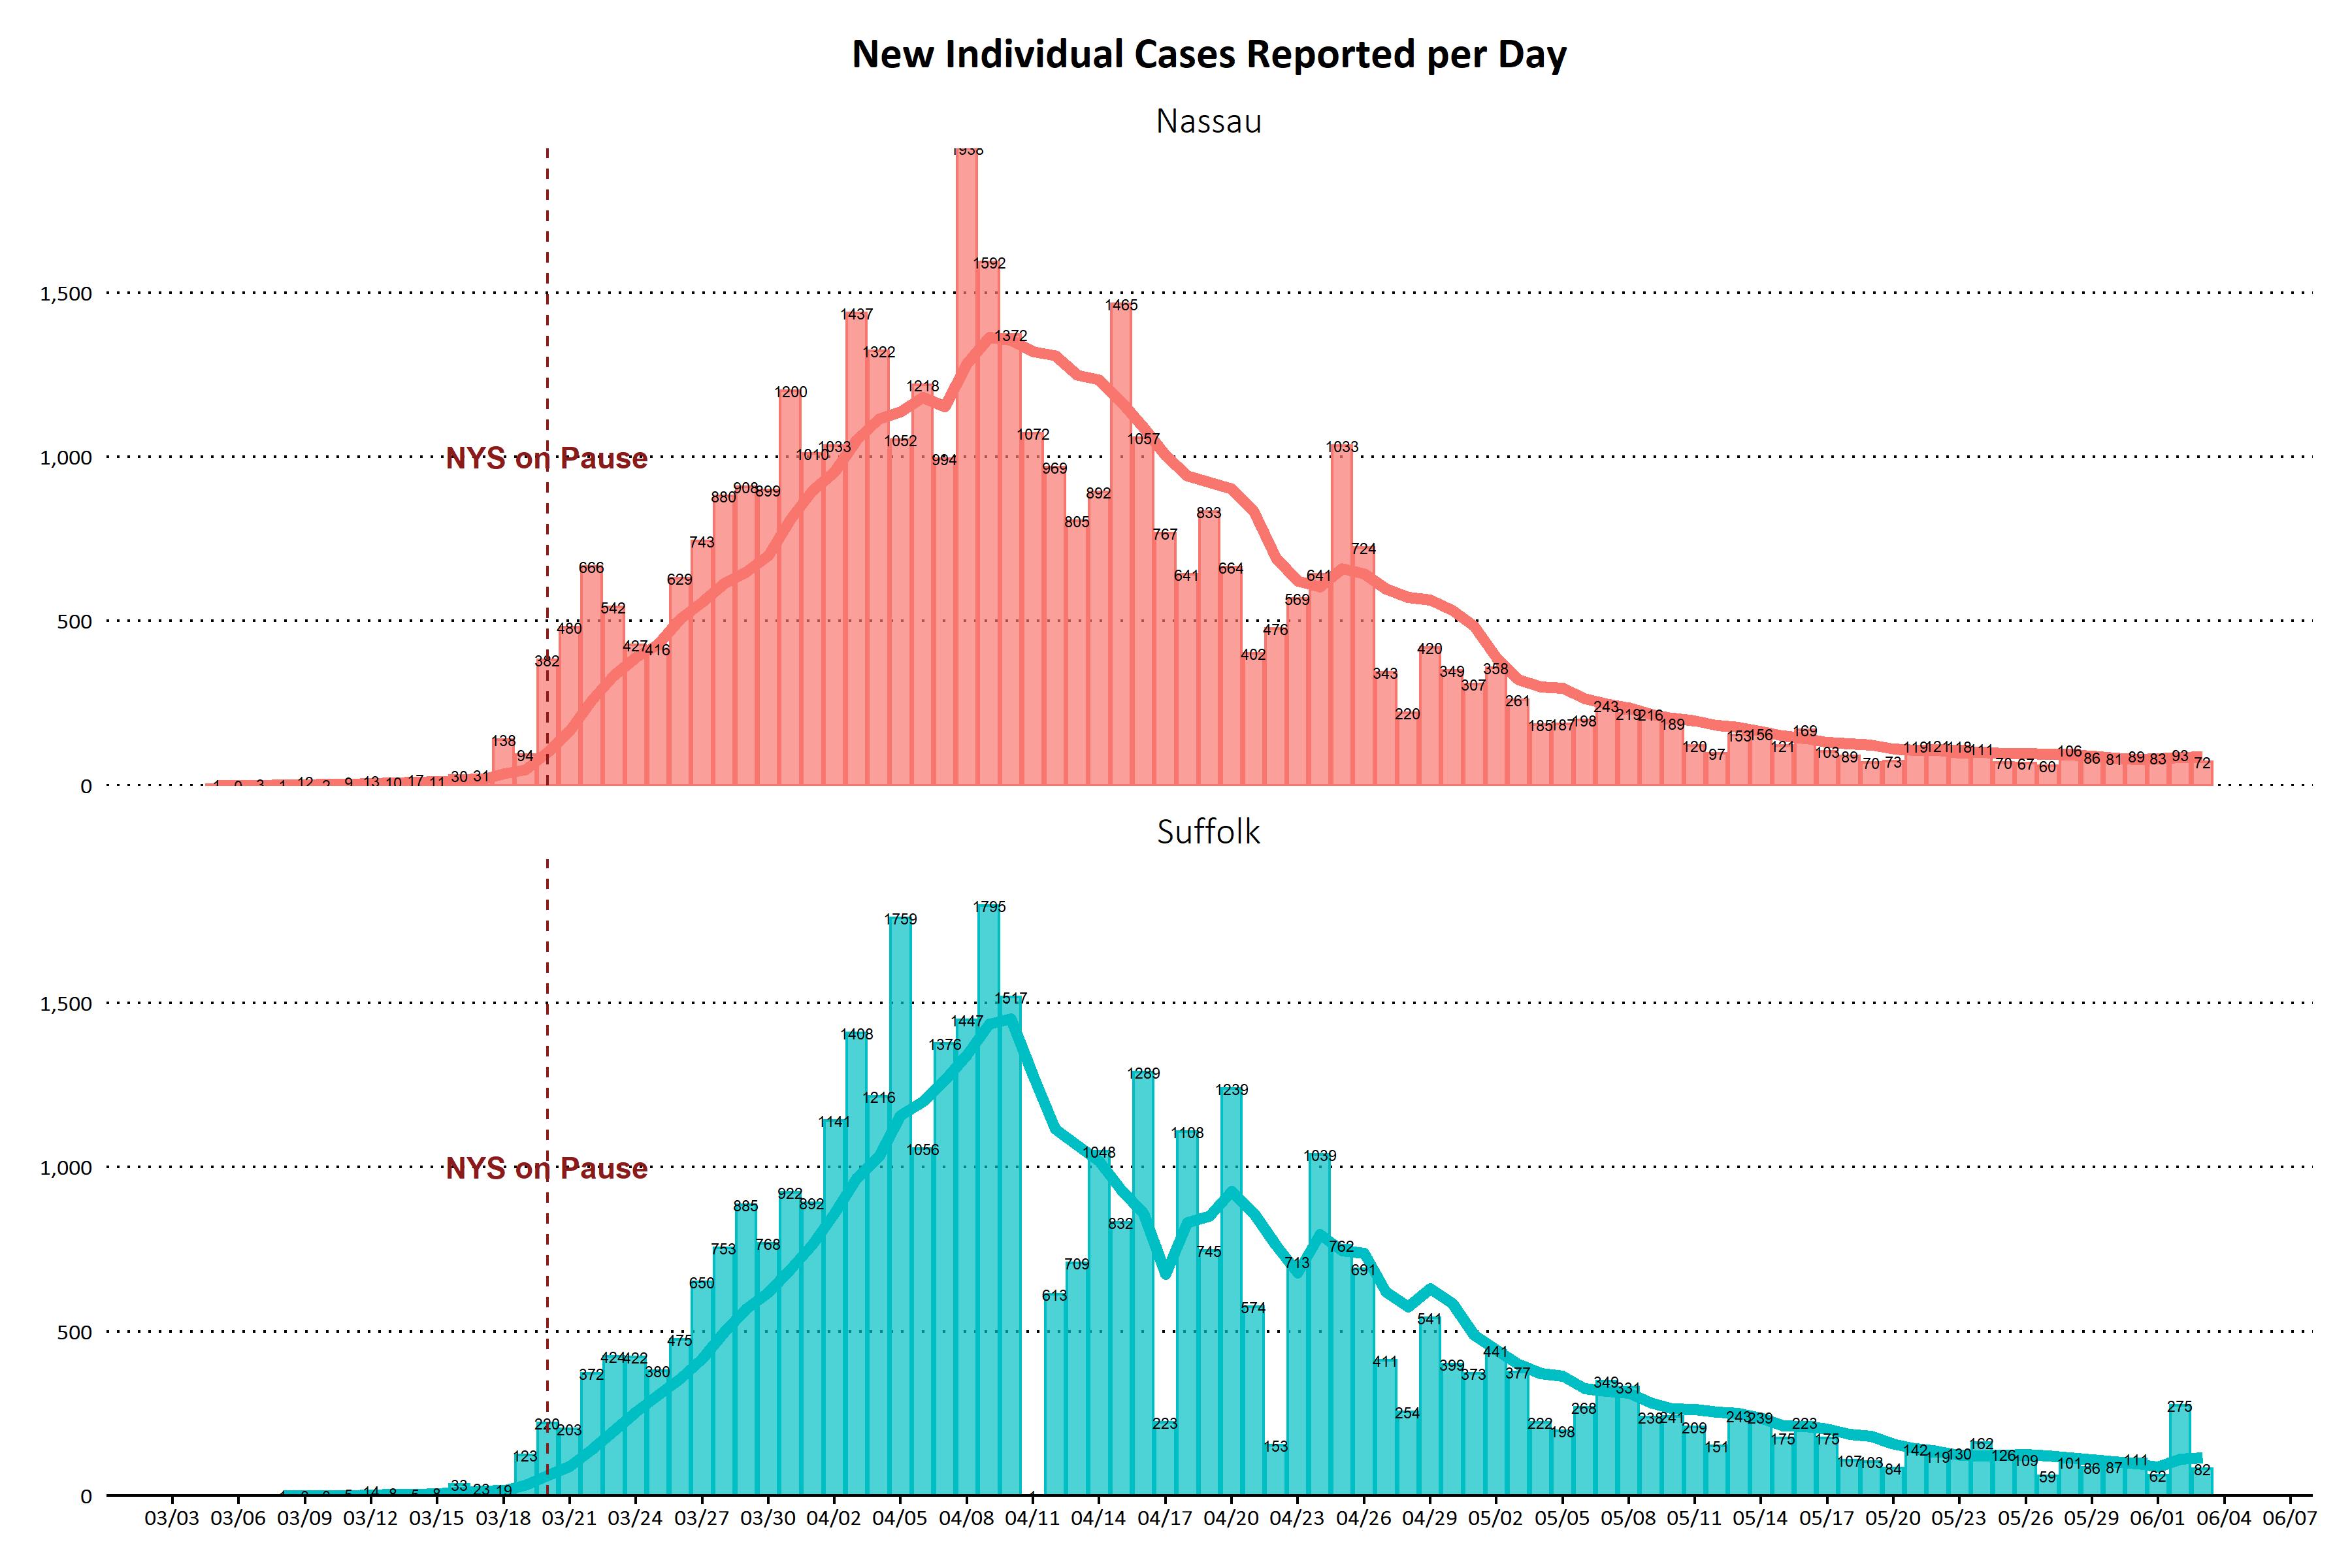 New Individual Cases Reported per Day
Nassau
1,500
1,000
500
0
NYS on Pause
1 0 3 1 12 2 9 13 10 17 11 30 31 138 94 382 480 666 542 427 416 629 743 880 908 899 1200 1010 1033 1437 1322 1052 1218 994 1938 1592 1372 1072 969 805 892 1465 1057 767 641 833 664 402 476 569 641 1033 724 343 220 420 349 307 358 261 185 187 198 243 219 216 189 120 97 153 156 121 169 103 89 70 73 119 121 118 111 70 67 60 106 86 81 89 83 93 72
Suffolk
1,500
1,000
500
0
NYS on Pause
5 14 8 5 8 33 23 19 123 220 203 372 424 422 380 475 650 753 885 768 922 892 1141 1408 1216 1759 1056 1376 1447 1795 1517 613 709 1048 832 1289 223 1108 745 1239 574 153 713 1039 762 691 411 254 541 399 373 441 377 222 198 268 349 331 238 241 209 151 243 239 175 223 175 107 103 84 142 119 130 162 126 109 59 101 86 87 111 62 275 82
03/03 03/06 03/09 03/12 03/15 03/18 03/21 03/24 03/27 03/30 04/02 04/05 04/08 04/11 04/14 04/17 04/20 04/23 04/26 04/29 05/02 05/05 05/08 05/11 05/14 05/17 05/20 05/23 05/26 05/29 06/01 06/04 06/07